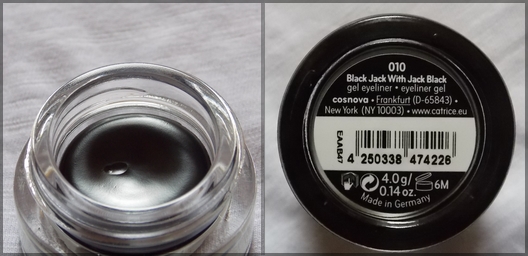 010
Black Jack With Jack Black
gel eyeliner • eyeliner gel
cosnova • Frankfurt (D-65843) •
New York (NY 10003) • www.catrice.eu
EAAB47
4 250338 474226
4.0g/
0.14 oz.
6M
Made in Germany